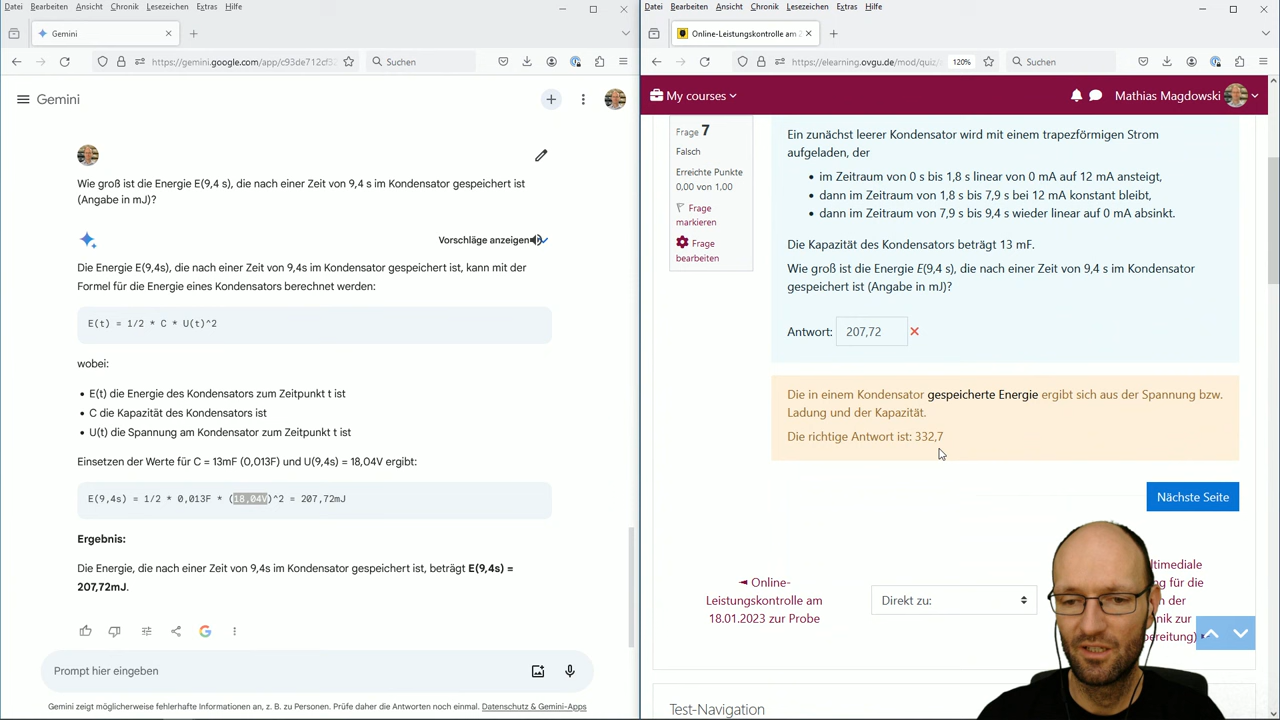 Datei Bearbeiten Ansicht Chronik Lesezeichen Extras Hilfe
Gemini
https://gemini.google.com/app/c93de712cf3
Suchen
Gemini
Wie groß ist die Energie E(9,4 s), die nach einer Zeit von 9,4 s im Kondensator gespeichert ist
(Angabe in mJ)?
Vorschläge anzeigen
Die Energie E(9,4s), die nach einer Zeit von 9,4s im Kondensator gespeichert ist, kann mit der
Formel für die Energie eines Kondensators berechnet werden:
E(t) = 1/2 * C * U(t)^2
wobei:
• E(t) die Energie des Kondensators zum Zeitpunkt t ist
• C die Kapazität des Kondensators ist
• U(t) die Spannung am Kondensator zum Zeitpunkt t ist
Einsetzen der Werte für C = 13mF (0,013F) und U(9,4s) = 18,04V ergibt:
E(9,4s) = 1/2 * 0,013F * (18,04V)^2 = 207,72mJ
Ergebnis:
Die Energie, die nach einer Zeit von 9,4s im Kondensator gespeichert ist, beträgt E(9,4s) =
207,72mJ.
Prompt hier eingeben
Gemini zeigt möglicherweise fehlerhafte Informationen an, z. B. zu Personen. Prüfe daher die Antworten noch einmal. Datenschutz & Gemini-Apps
Datei Bearbeiten Ansicht Chronik Lesezeichen Extras Hilfe
Online-Leistungskontrolle am
https://elearning.ovgu.de/mod/quiz/
120%
Suchen
My courses
Mathias Magdowski
Frage 7
Falsch
Erreichte Punkte
0,00 von 1,00
Frage
markieren
Frage
bearbeiten
Ein zunächst leerer Kondensator wird mit einem trapezförmigen Strom
aufgeladen, der
• im Zeitraum von 0 s bis 1,8 s linear von 0 mA auf 12 mA ansteigt,
• dann im Zeitraum von 1,8 s bis 7,9 s bei 12 mA konstant bleibt,
• dann im Zeitraum von 7,9 s bis 9,4 s wieder linear auf 0 mA absinkt.
Die Kapazität des Kondensators beträgt 13 mF.
Wie groß ist die Energie E(9,4 s), die nach einer Zeit von 9,4 s im Kondensator
gespeichert ist (Angabe in mJ)?
Antwort: 207,72
Die in einem Kondensator gespeicherte Energie ergibt sich aus der Spannung bzw.
Ladung und der Kapazität.
Die richtige Antwort ist: 332,7
Nächste Seite
◄ Online-
Leistungskontrolle am
18.01.2023 zur Probe
Direkt zu:
ltimediale
g für die
n der
nik zur
bereitung)
Test-Navigation